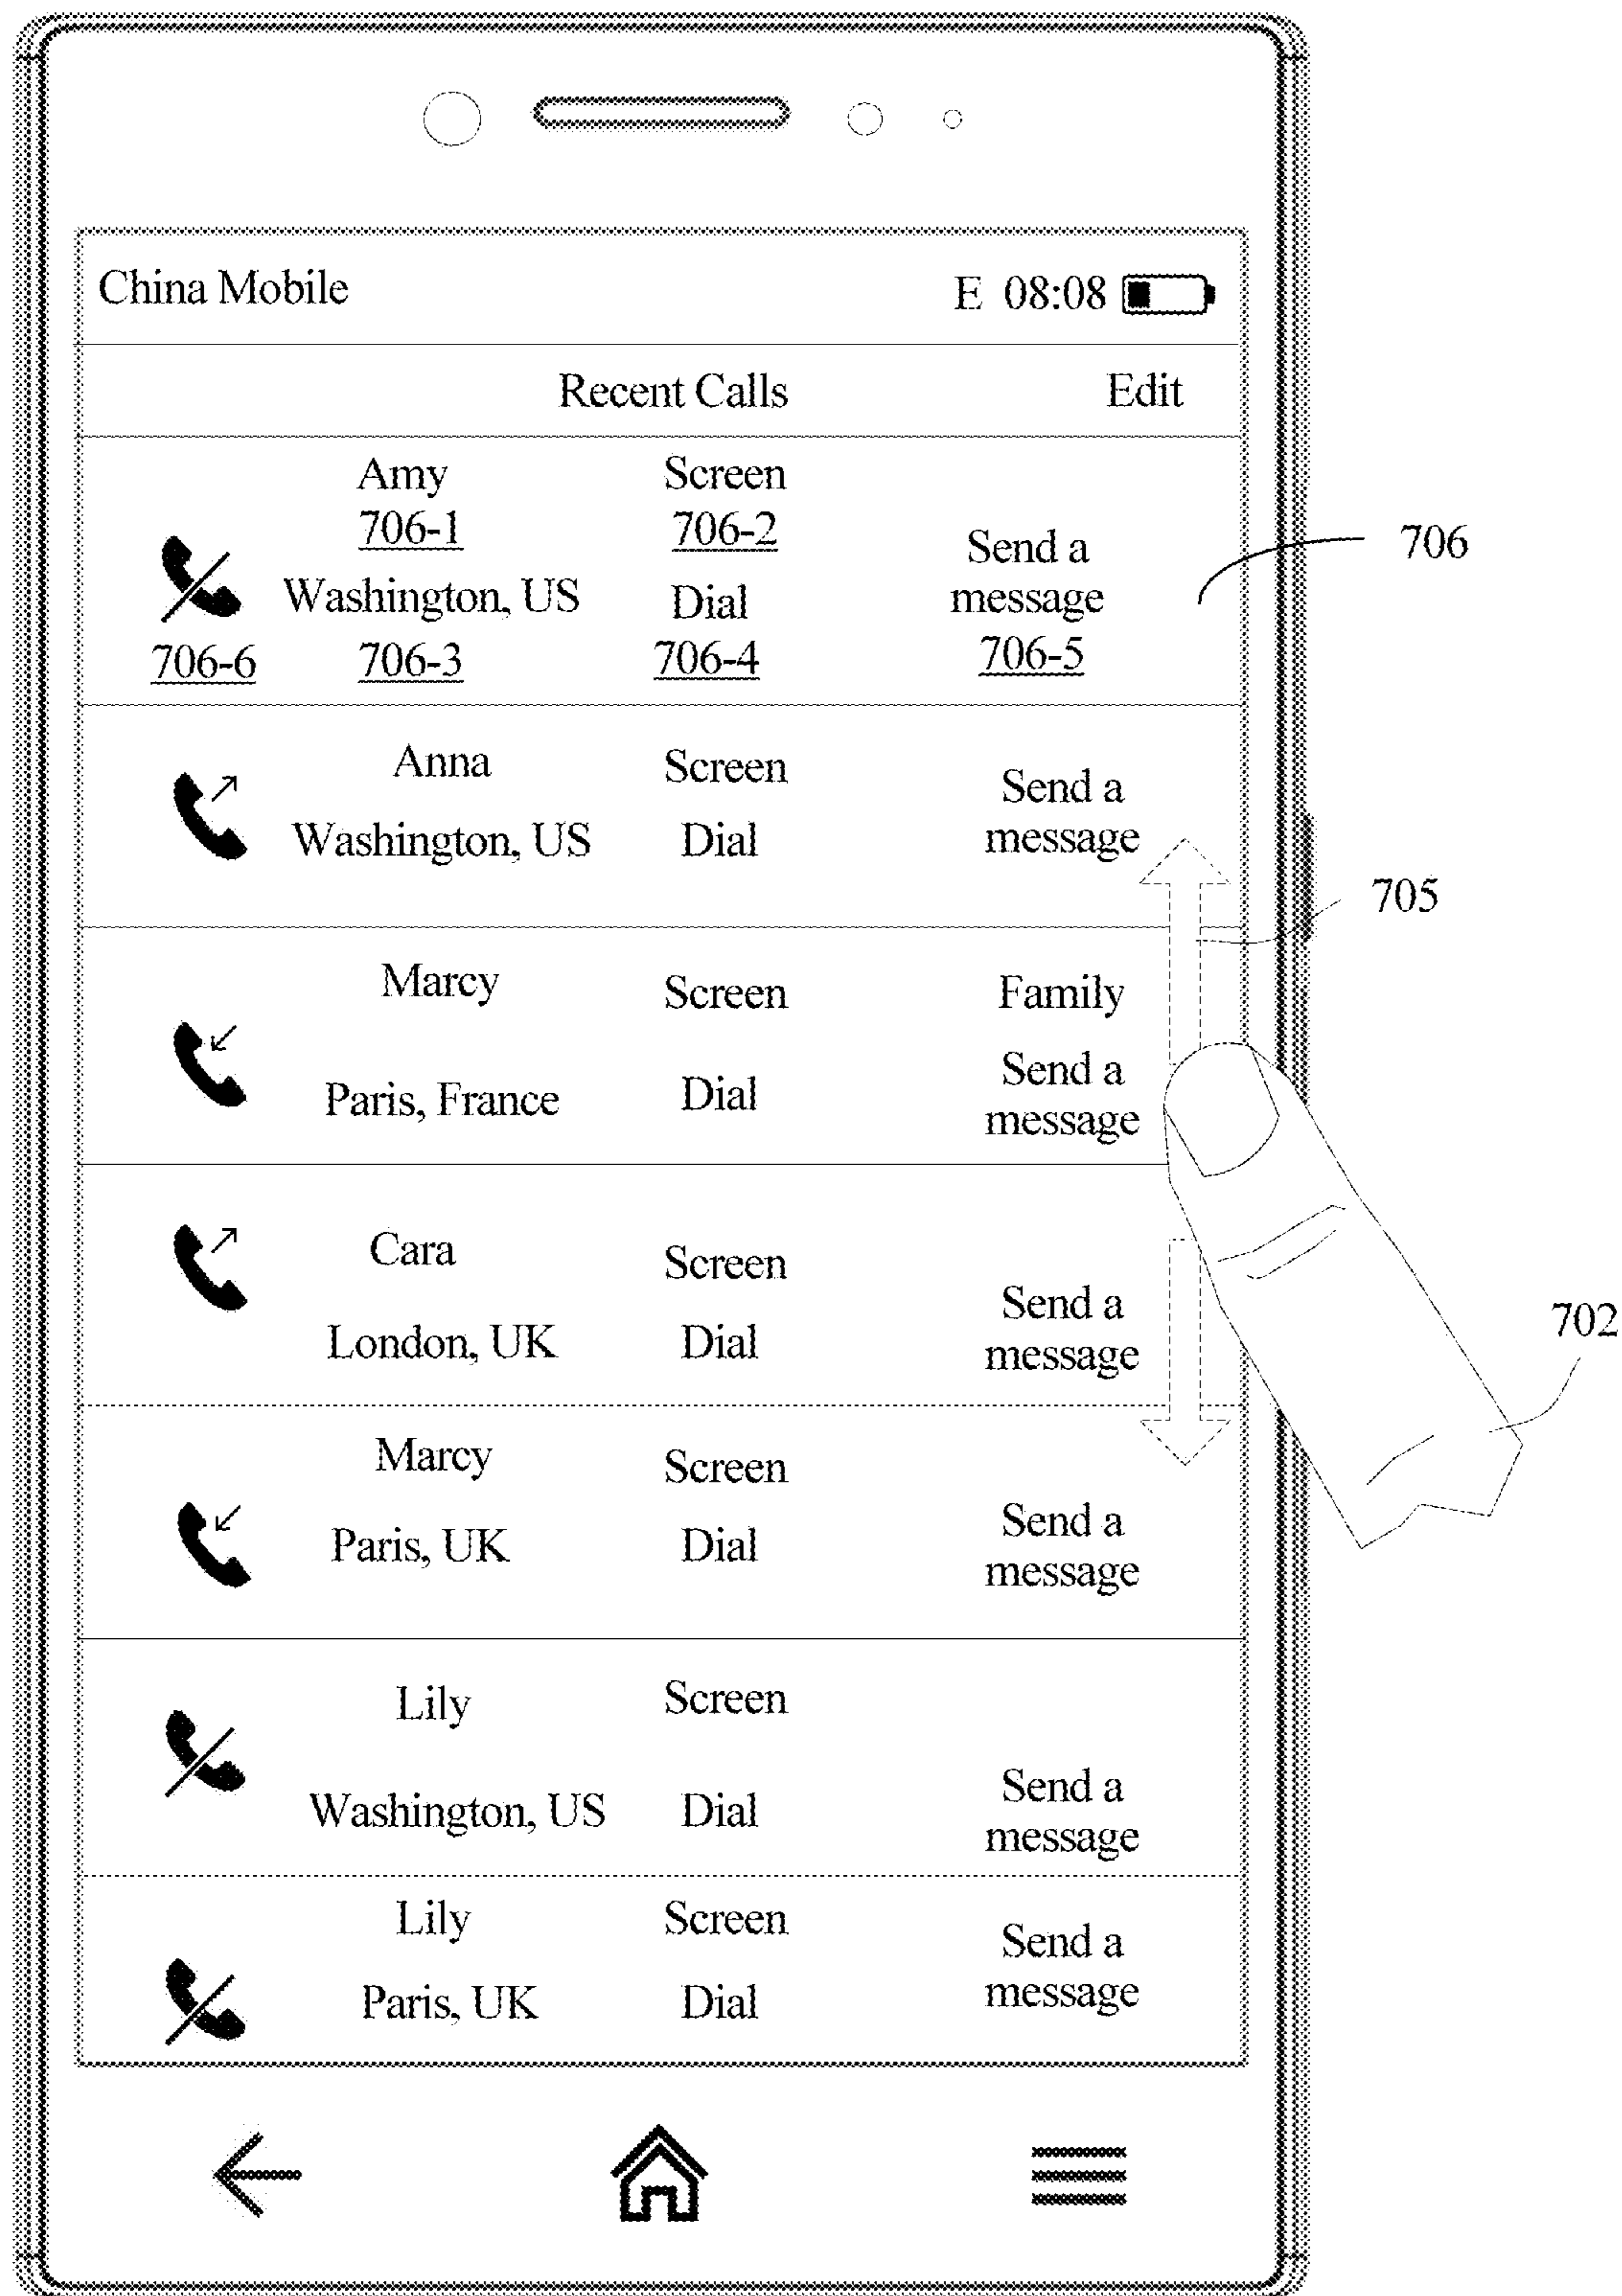 China Mobile
E 08:08
Recent Calls
Edit
Amy
Screen
706-1
706-2
Send a
message
706
Washington, US
Dial
706-6
706-3
706-4
706-5
Anna
Screen
Send a
message
Washington, US
Dial
705
Marcy
Screen
Family
Paris, France
Dial
Send a
message
Cara
Screen
London, UK
Dial
Send a
message
702
Marcy
Screen
Paris, UK
Dial
Send a
message
Lily
Screen
Washington, US
Dial
Send a
message
Lily
Screen
Paris, UK
Dial
Send a
message